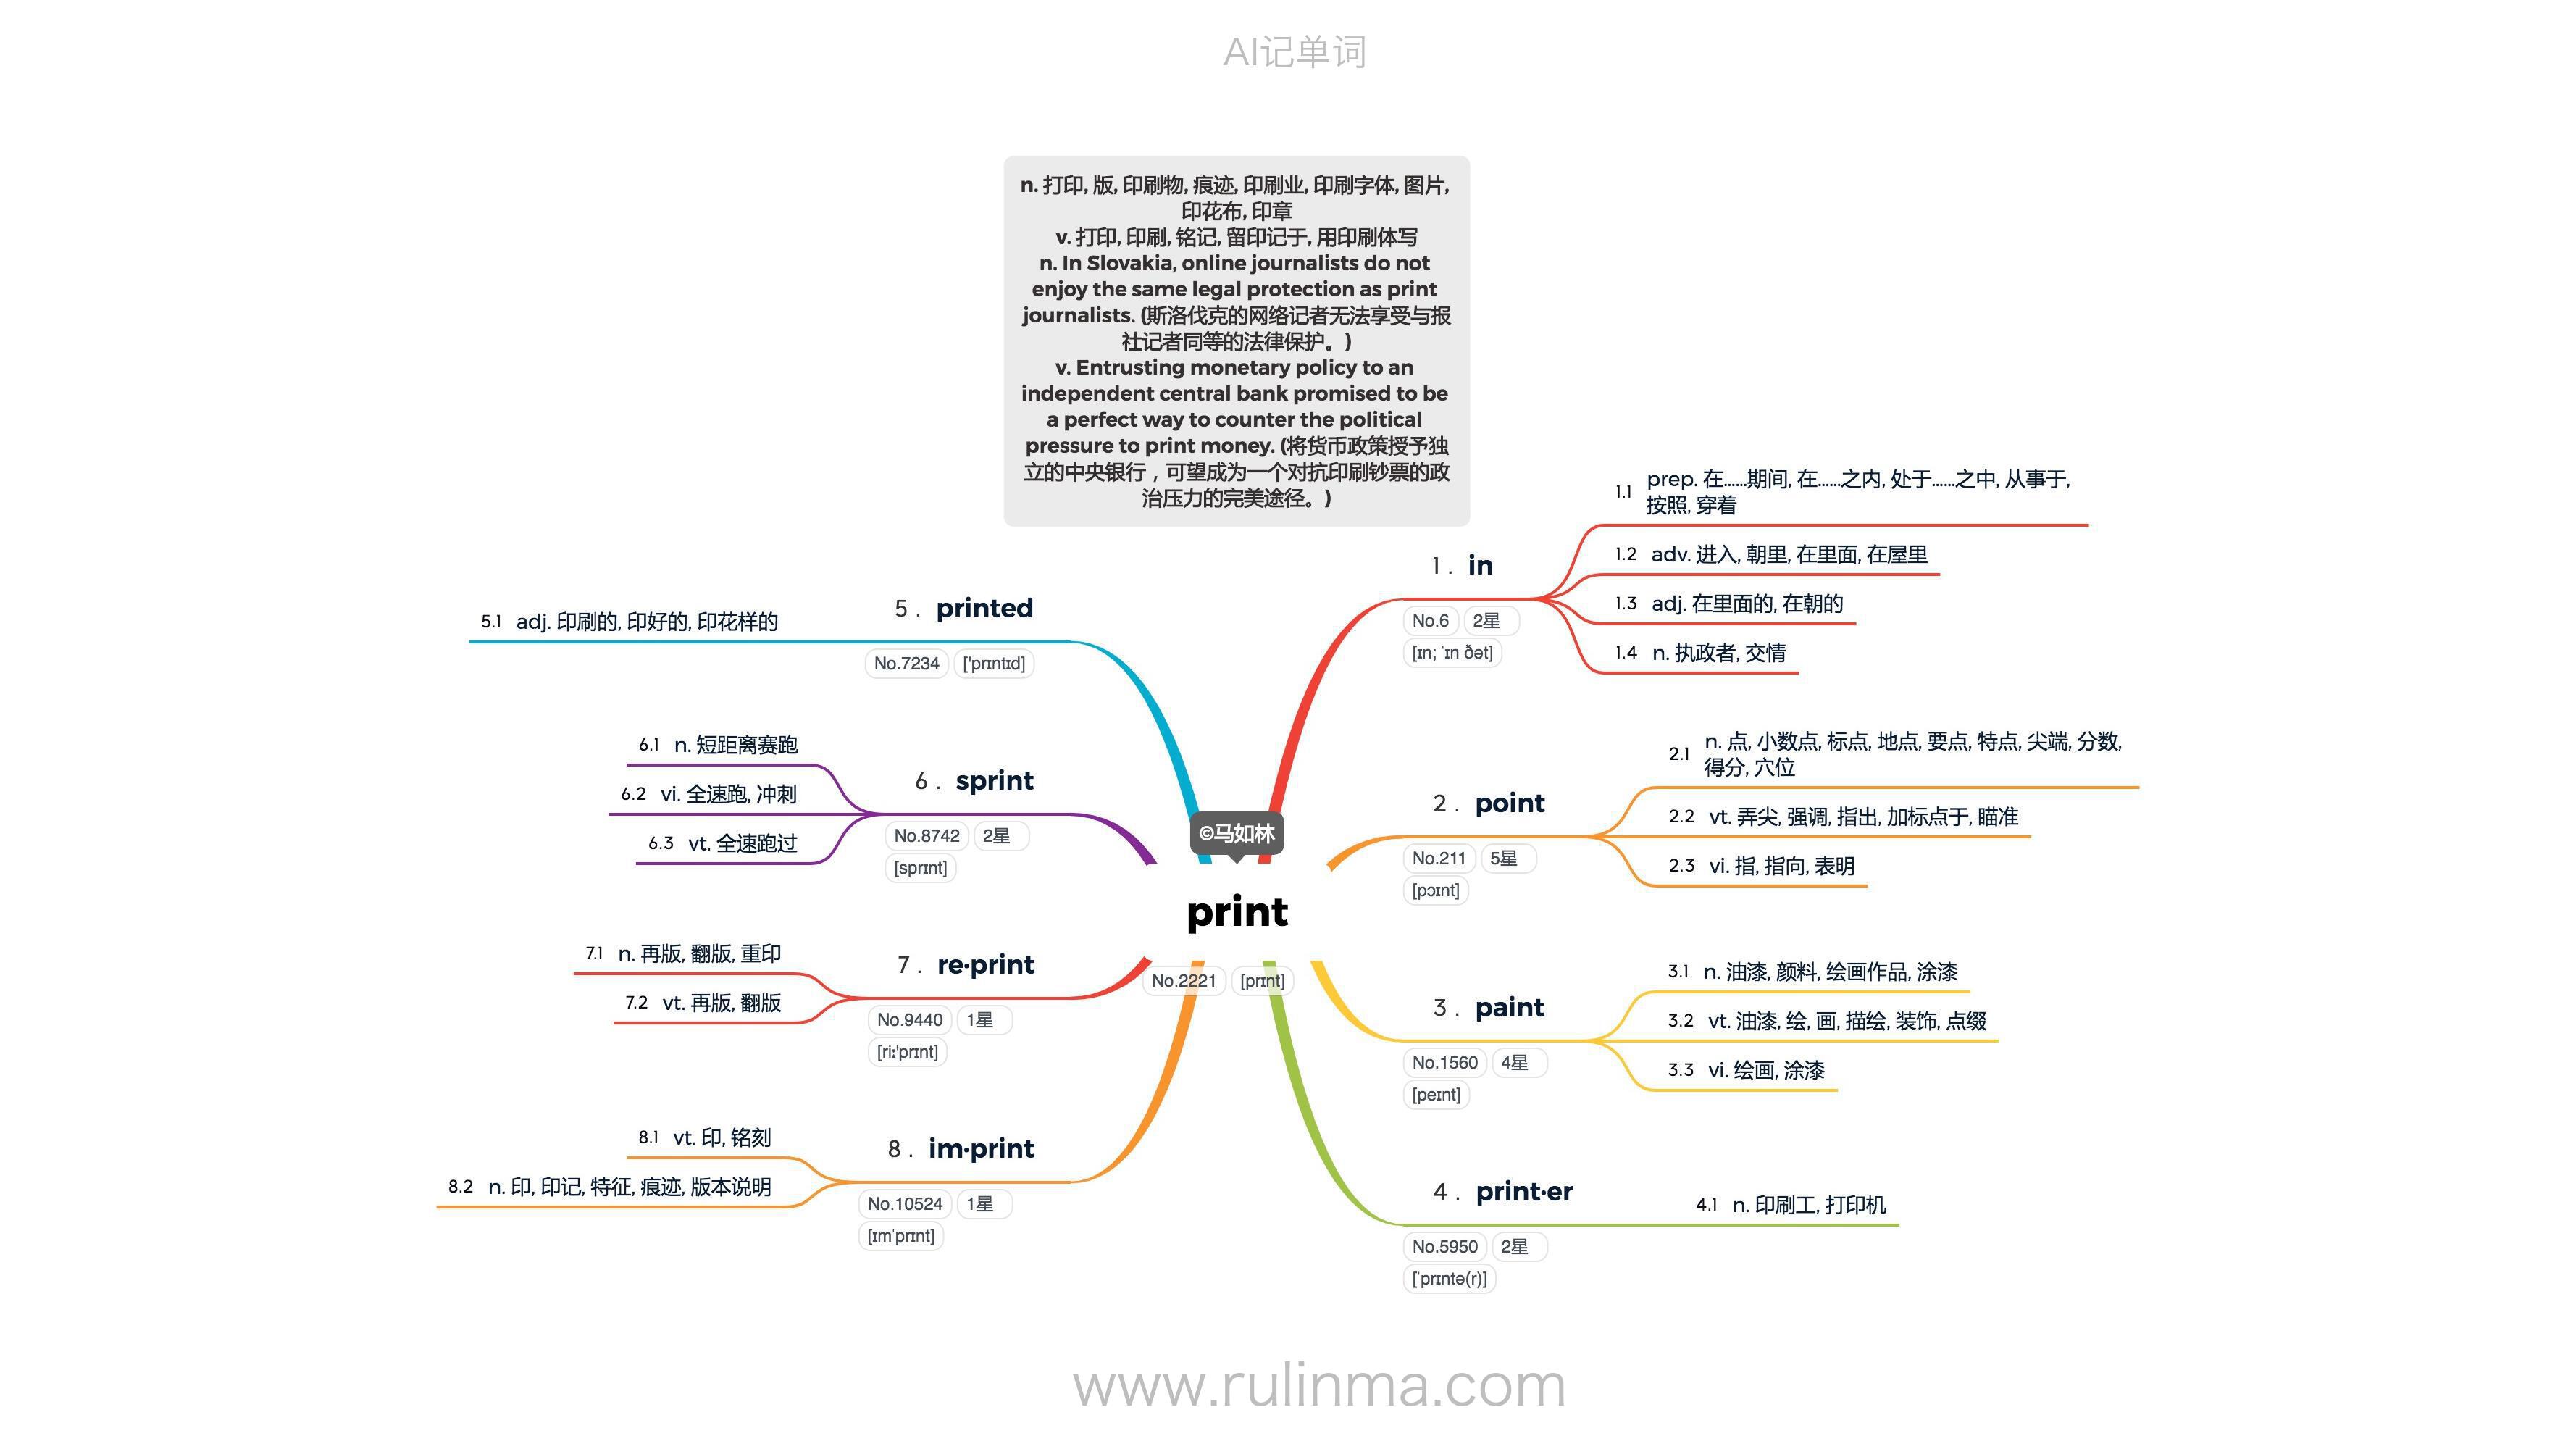 AI记单词
n. 打印, 版, 印刷物, 痕迹, 印刷业, 印刷字体, 图片,
印花布, 印章
v. 打印, 印刷, 铭记, 留印记于, 用印刷体写
n. In Slovakia, online journalists do not
enjoy the same legal protection as print
journalists. (斯洛伐克的网络记者无法享受与报
社记者同等的法律保护。)
v. Entrusting monetary policy to an
independent central bank promised to be
a perfect way to counter the political
pressure to print money. (将货币政策授予独
立的中央银行，可望成为一个对抗印刷钞票的政
治压力的完美途径。)
©马如林
print
No.2221 [prɪnt]
1. in
No.6 2星
[ɪn; ˈɪn ðət]
1.1 prep. 在……期间, 在……之内, 处于……之中, 从事于,
按照, 穿着
1.2 adv. 进入, 朝里, 在里面, 在屋里
1.3 adj. 在里面的, 在朝的
1.4 n. 执政者, 交情
2. point
No.211 5星
[pɔɪnt]
2.1 n. 点, 小数点, 标点, 地点, 要点, 特点, 尖端, 分数,
得分, 穴位
2.2 vt. 弄尖, 强调, 指出, 加标点于, 瞄准
2.3 vi. 指, 指向, 表明
3. paint
No.1560 4星
[peɪnt]
3.1 n. 油漆, 颜料, 绘画作品, 涂漆
3.2 vt. 油漆, 绘, 画, 描绘, 装饰, 点缀
3.3 vi. 绘画, 涂漆
4. print·er
No.5950 2星
[ˈprɪntə(r)]
4.1 n. 印刷工, 打印机
5. printed
No.7234 ['prɪntɪd]
5.1 adj. 印刷的, 印好的, 印花样的
6. sprint
No.8742 2星
[sprɪnt]
6.1 n. 短距离赛跑
6.2 vi. 全速跑, 冲刺
6.3 vt. 全速跑过
7. re·print
No.9440 1星
[riː'prɪnt]
7.1 n. 再版, 翻版, 重印
7.2 vt. 再版, 翻版
8. im·print
No.10524 1星
[ɪmˈprɪnt]
8.1 vt. 印, 铭刻
8.2 n. 印, 印记, 特征, 痕迹, 版本说明
www.rulinma.com